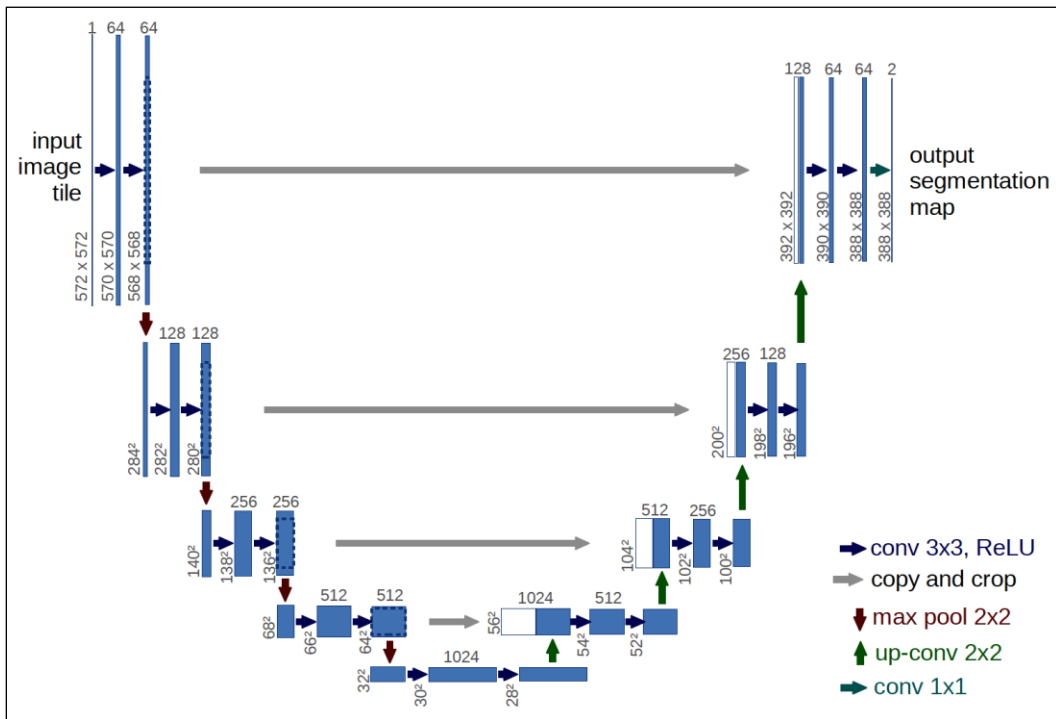 1
64
64
input
image
tile
572 x 572
570 x 570
568 x 568
128
64
64
2
output
segmentation
map
392 x 392
390 x 390
388 x 388
388 x 388
128
128
284²
282²
280²
256
128
200²
198²
196²
256
256
140²
138²
136²
512
256
104²
102²
100²
512
512
68²
66²
64²
1024
512
56²
54²
52²
1024
32²
30²
28²
conv 3x3, ReLU
copy and crop
max pool 2x2
up-conv 2x2
conv 1x1